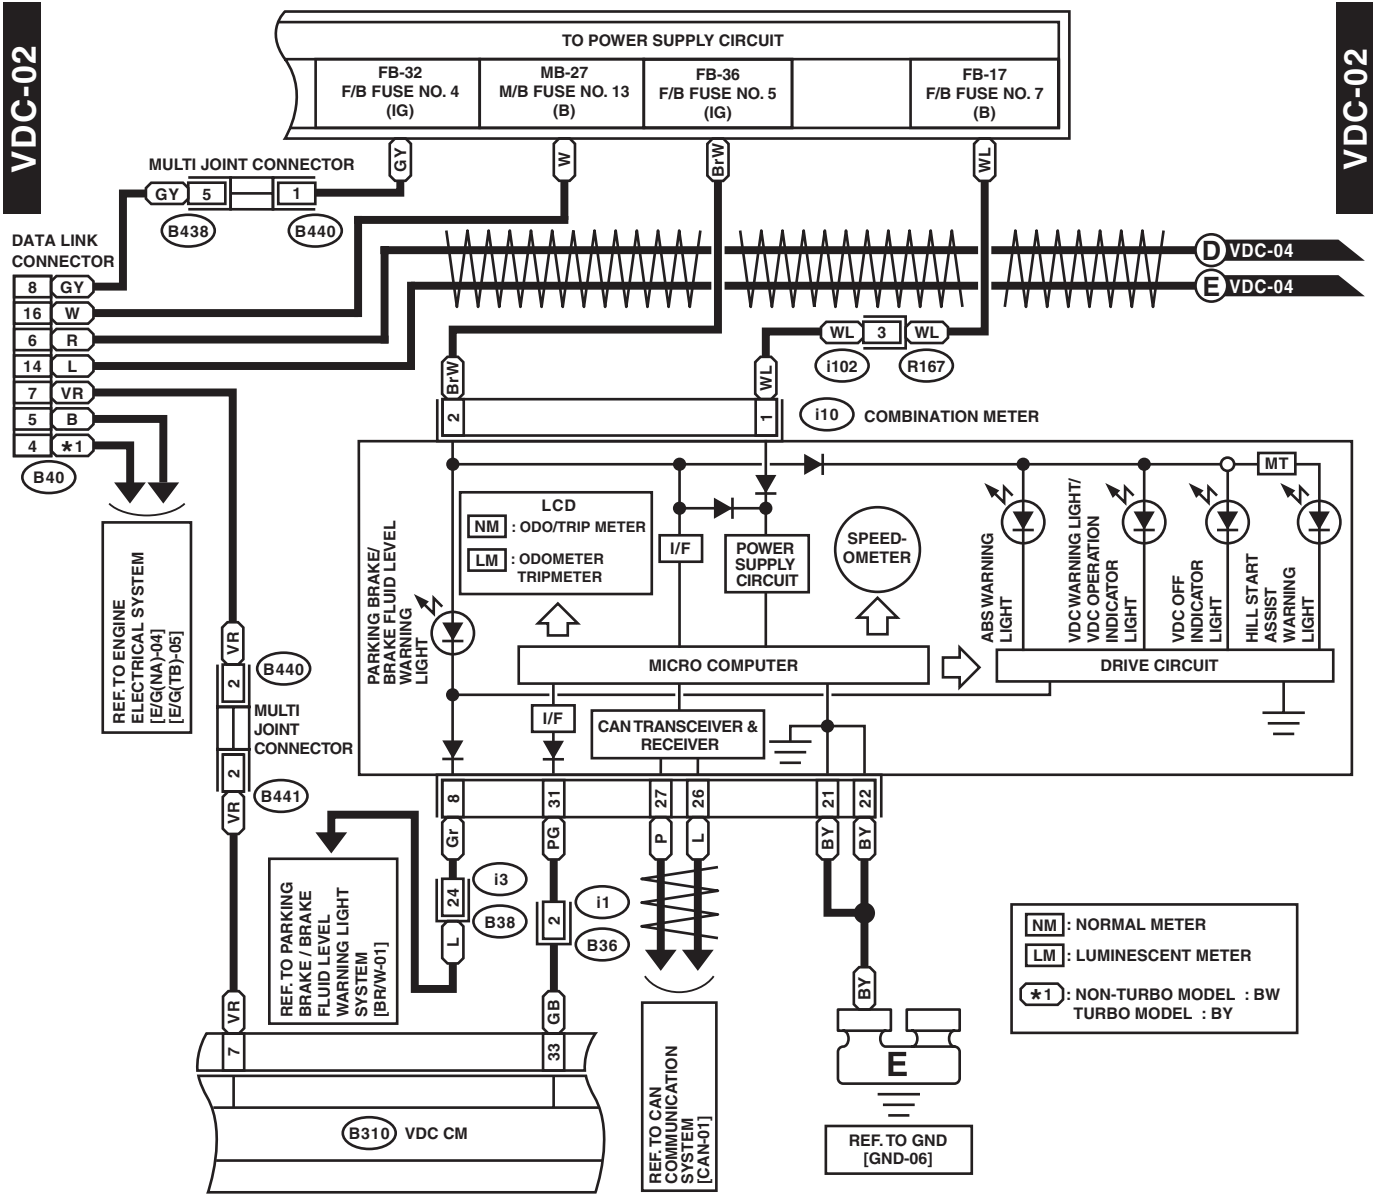 VDC-02
VDC-02
TO POWER SUPPLY CIRCUIT
FB-32
F/B FUSE NO. 4
(IG)
MB-27
M/B FUSE NO. 13
(B)
FB-36
F/B FUSE NO. 5
(IG)
FB-17
F/B FUSE NO. 7
(B)
GY
W
BrW
WL
MULTI JOINT CONNECTOR
GY
5
1
B438
B440
DATA LINK
CONNECTOR
8 GY
16 W
6 R
14 L
7 VR
5 B
4 *1
B40
D VDC-04
E VDC-04
WL
3
WL
i102
R167
BrW
WL
2
1
i10
COMBINATION METER
MT
LCD
NM : ODO/TRIP METER
LM : ODOMETER
TRIPMETER
I/F
POWER
SUPPLY
CIRCUIT
SPEED-
OMETER
PARKING BRAKE/
BRAKE FLUID LEVEL
WARNING
LIGHT
ABS WARNING
LIGHT
VDC WARNING LIGHT/
VDC OPERATION
INDICATOR
LIGHT
VDC OFF
INDICATOR
LIGHT
HILL START
ASSIST
WARNING
LIGHT
MICRO COMPUTER
DRIVE CIRCUIT
I/F
CAN TRANSCEIVER &
RECEIVER
REF. TO ENGINE
ELECTRICAL SYSTEM
[E/G(NA)-04]
[E/G(TB)-05]
VR
2
B440
MULTI
JOINT
CONNECTOR
2
B441
VR
8
31
27
26
21
22
Gr
PG
P
L
BY
BY
24
i3
B38
L
2
i1
B36
REF. TO PARKING
BRAKE / BRAKE
FLUID LEVEL
WARNING LIGHT
SYSTEM
[BR/W-01]
VR
GB
7
33
B310 VDC CM
REF. TO CAN
COMMUNICATION
SYSTEM
[CAN-01]
BY
E
REF. TO GND
[GND-06]
NM : NORMAL METER
LM : LUMINESCENT METER
*1 : NON-TURBO MODEL : BW
TURBO MODEL : BY